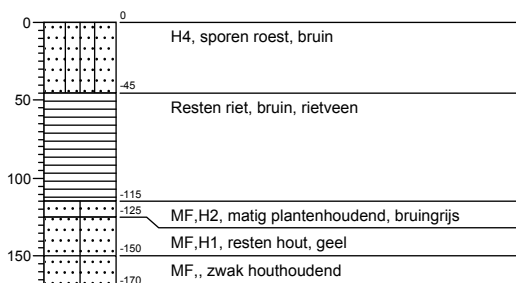 0
0
H4, sporen roest, bruin
-45
50
Resten riet, bruin, rietveen
100
-115
-125
MF,H2, matig plantenhoudend, bruingrijs
MF,H1, resten hout, geel
150
-150
MF,, zwak houthoudend
-170